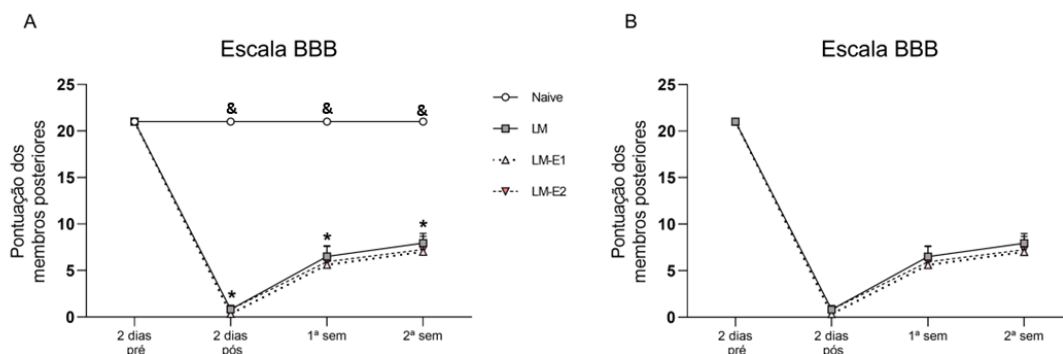 A
Escala BBB
Pontuação dos
membros posteriores
25
20
15
10
5
0
&
&
&
*
*
*
2 dias
pré
2 dias
pós
1ª sem
2ª sem
Naive
LM
LM-E1
LM-E2
B
Escala BBB
Pontuação dos
membros posteriores
25
20
15
10
5
0
2 dias
pré
2 dias
pós
1ª sem
2ª sem